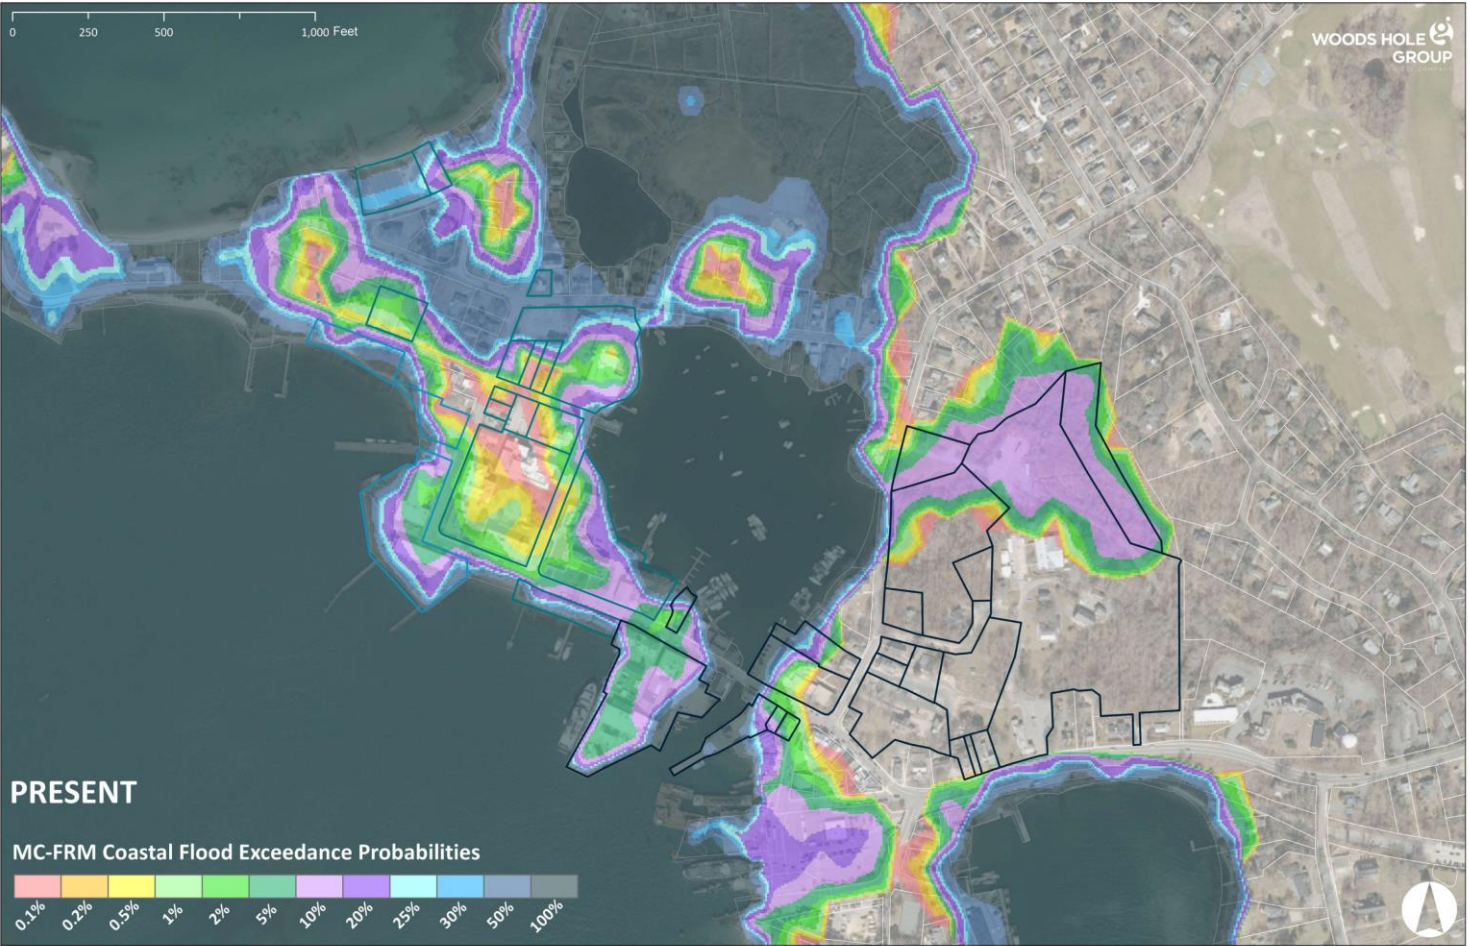 0 250 500 1,000 Feet
WOODS HOLE
GROUP
PRESENT
MC-FRM Coastal Flood Exceedance Probabilities
0.1% 0.2% 0.5% 1% 2% 5% 10% 20% 25% 30% 50% 100%